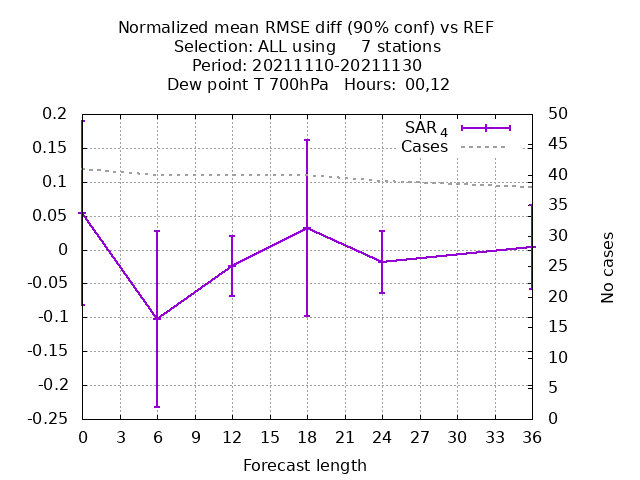 Normalized mean RMSE diff (90% conf) vs REF
Selection: ALL using     7 stations
Period: 20211110-20211130
Dew point T 700hPa   Hours:  00,12
SAR 4
Cases
0.2
0.15
0.1
0.05
0
-0.05
-0.1
-0.15
-0.2
-0.25
50
45
40
35
30
25
20
15
10
5
0
No cases
0 3 6 9 12 15 18 21 24 27 30 33 36
Forecast length